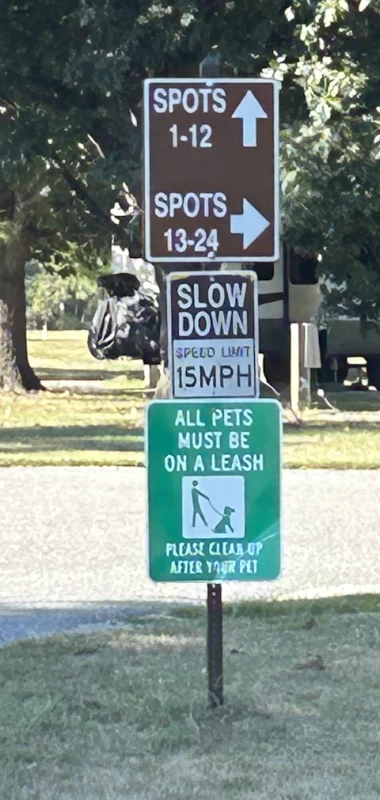 SPOTS
1-12
SPOTS
13-24
SLOW
DOWN
SPEED LIMIT
15MPH
ALL PETS
MUST BE
ON A LEASH
PLEASE CLEAN UP
AFTER YOUR PET